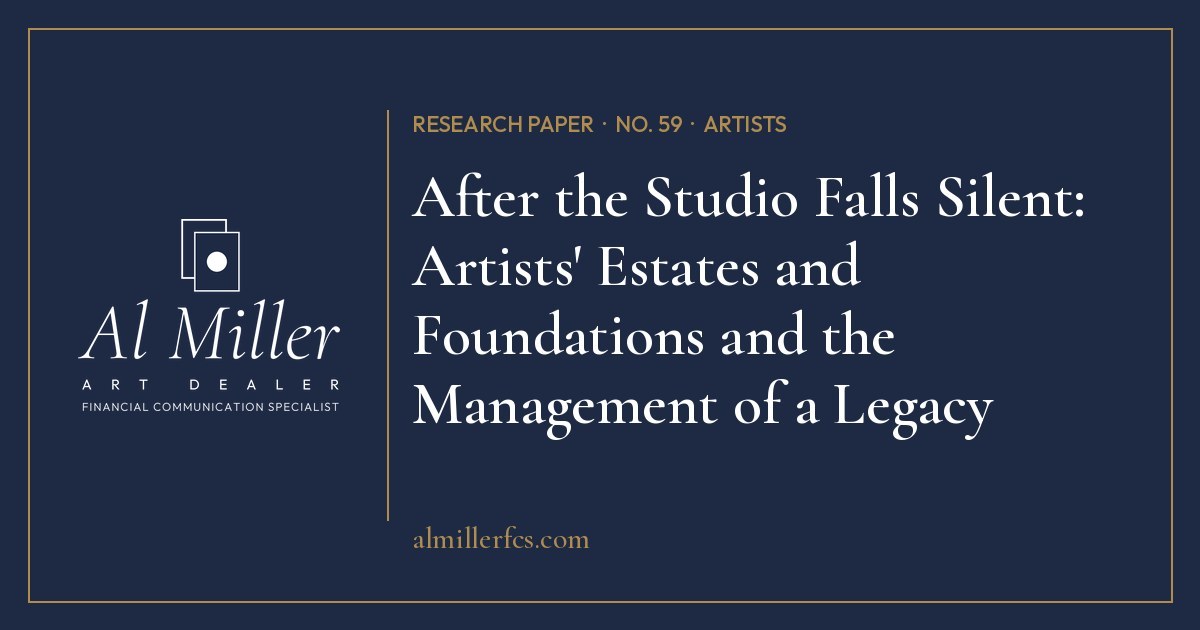 Al Miller
ART DEALER
FINANCIAL COMMUNICATION SPECIALIST
RESEARCH PAPER · NO. 59 · ARTISTS
After the Studio Falls Silent:
Artists' Estates and
Foundations and the
Management of a Legacy
almillerfcs.com